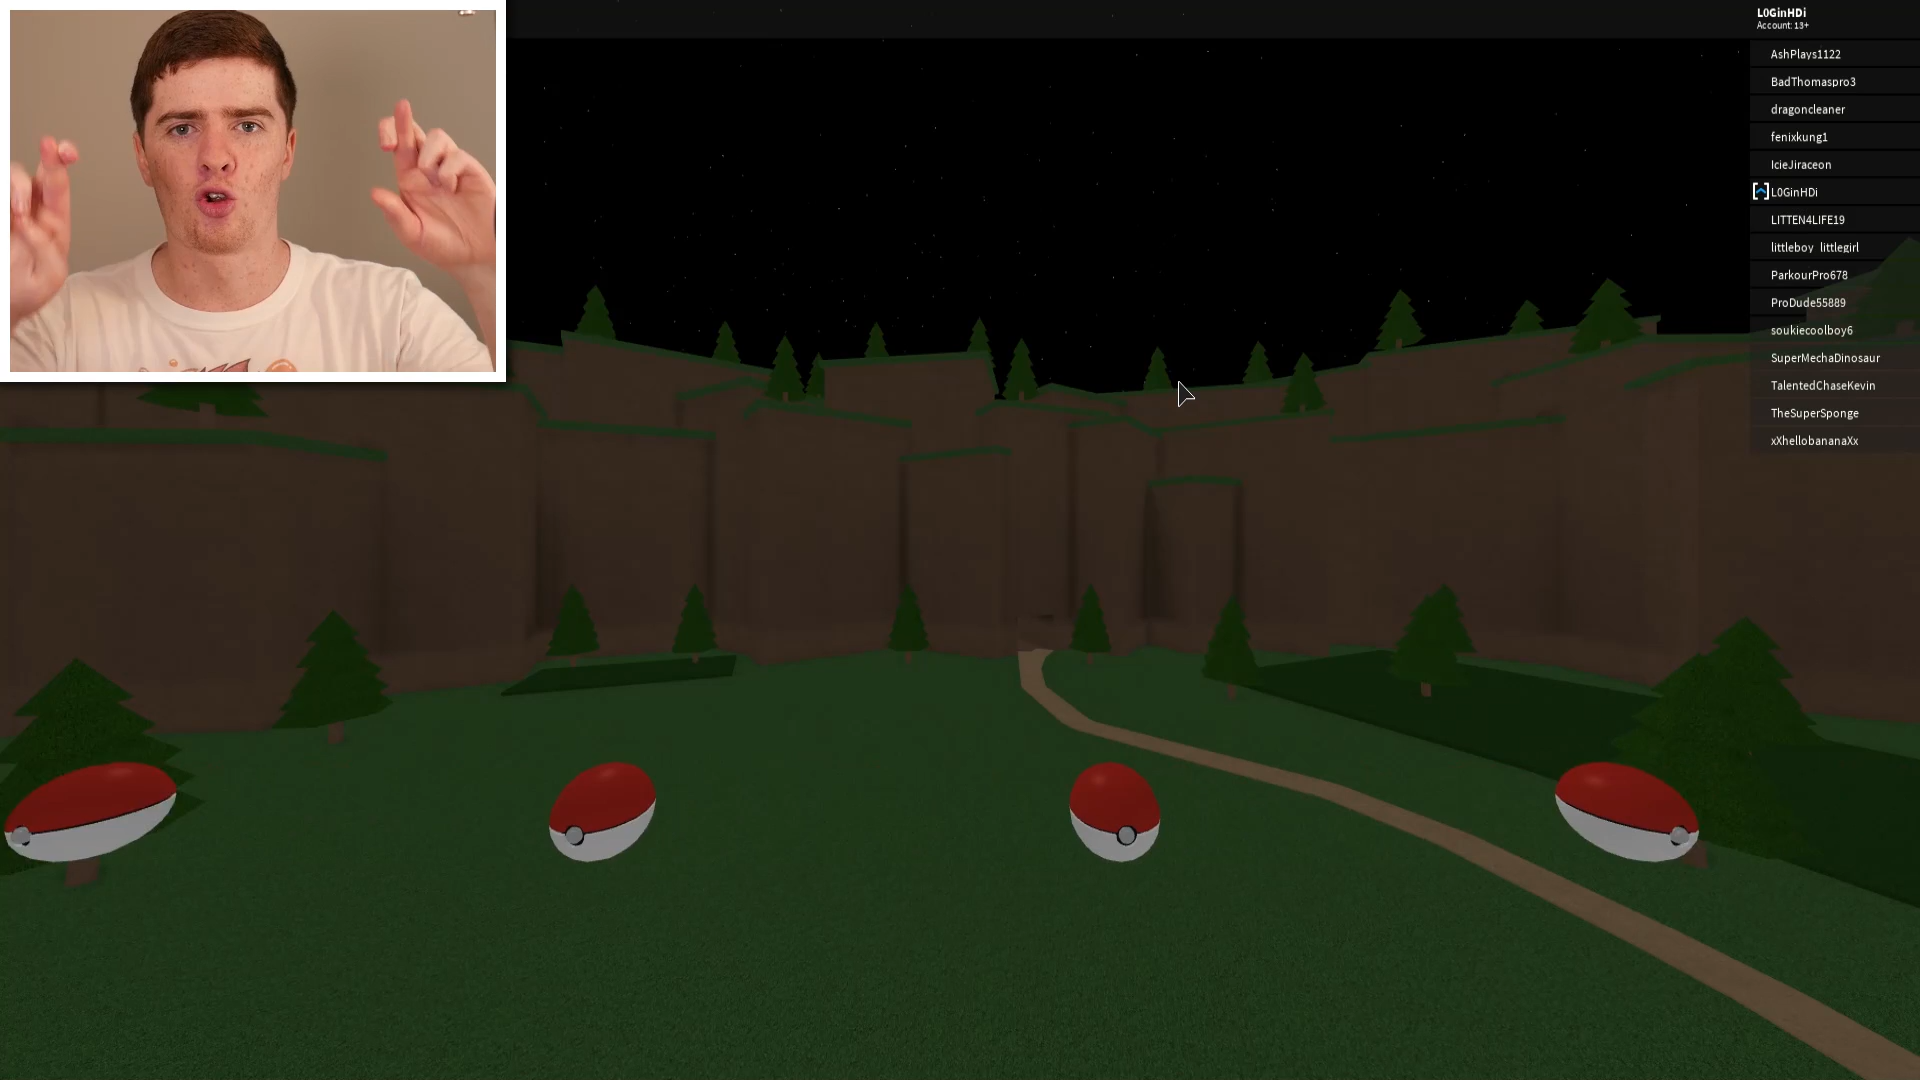 L0GinHDi
Account: 13+
AshPlays1122
BadThomaspro3
dragoncleaner
fenixkung1
IcieJiraceon
L0GinHDi
LITTEN4LIFE19
littleboy_littlegirl
ParkourPro678
ProDude55889
soukiecoolboy6
SuperMechaDinosaur
TalentedChaseKevin
TheSuperSponge
xXhellobananaXx